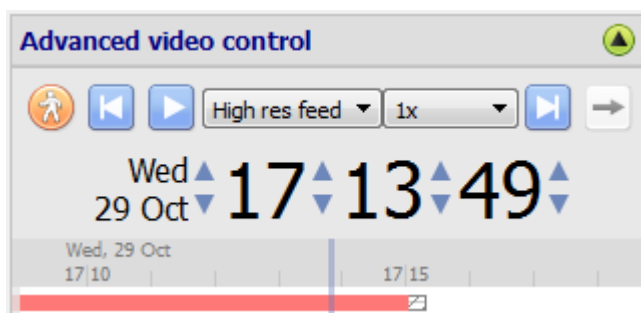 Advanced video control
High res feed 1x
Wed
29 Oct 17 13 49
Wed, 29 Oct
17 10 17 15